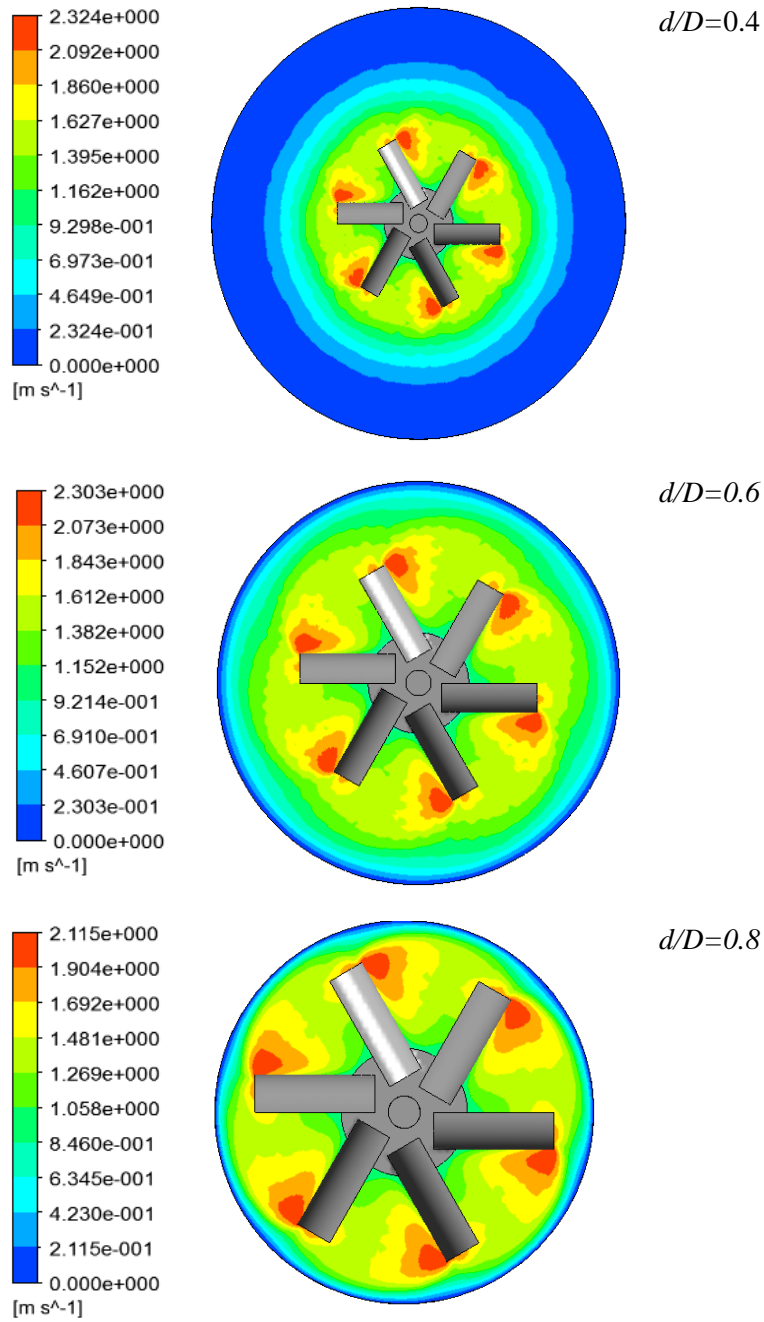 2.324e+000
2.092e+000
1.860e+000
1.627e+000
1.395e+000
1.162e+000
9.298e-001
6.973e-001
4.649e-001
2.324e-001
0.000e+000
[m s^-1]
d/D=0.4
2.303e+000
2.073e+000
1.843e+000
1.612e+000
1.382e+000
1.152e+000
9.214e-001
6.910e-001
4.607e-001
2.303e-001
0.000e+000
[m s^-1]
d/D=0.6
2.115e+000
1.904e+000
1.692e+000
1.481e+000
1.269e+000
1.058e+000
8.460e-001
6.345e-001
4.230e-001
2.115e-001
0.000e+000
[m s^-1]
d/D=0.8